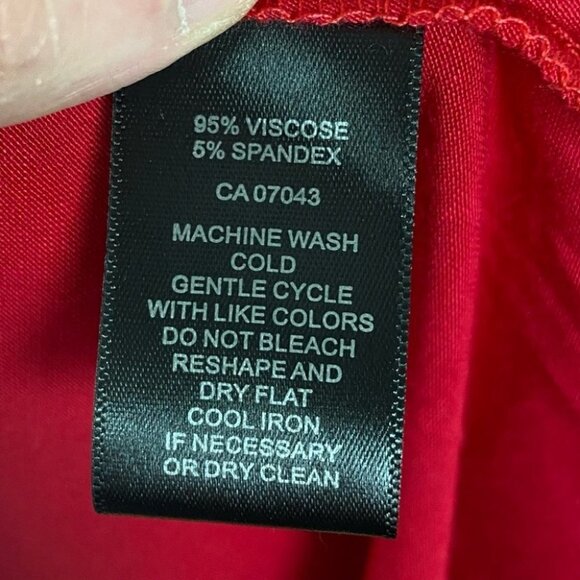 95% VISCOSE
5% SPANDEX
CA 07043
MACHINE WASH
COLD
GENTLE CYCLE
WITH LIKE COLORS
DO NOT BLEACH
RESHAPE AND
DRY FLAT
COOL IRON,
IF NECESSARY
OR DRY CLEAN